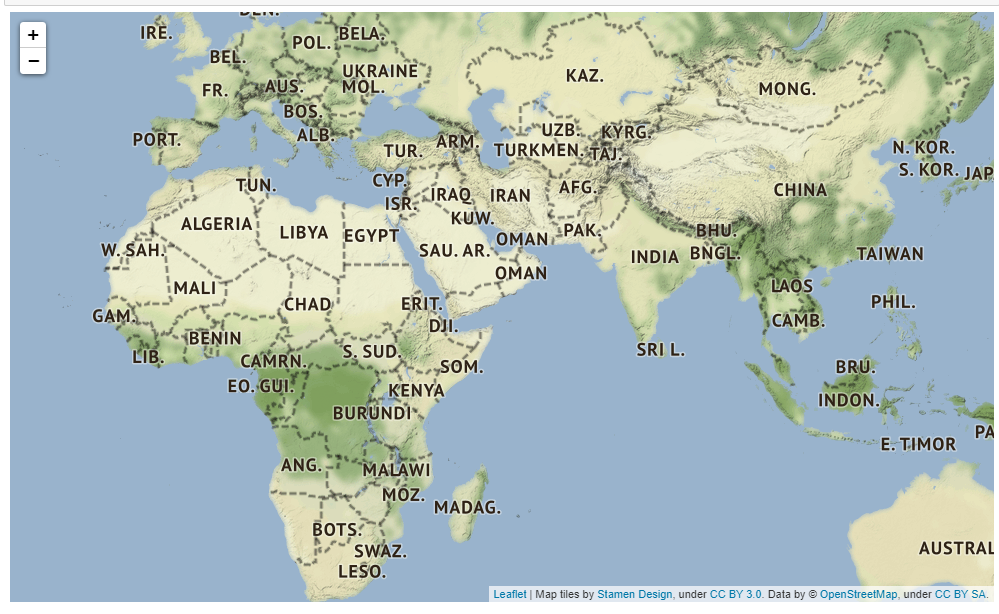 DEN.
+
−
IRE.
BELA.
POL.
BEL.
UKRAINE
KAZ.
FR.
AUS.
MOL.
MONG.
BOS.
ALB.
UZB.
KYRG.
PORT.
TUR.
ARM.
TURKMEN.
TAJ.
N. KOR.
S. KOR.
JAP
TUN.
CYP.
ISR.
IRAQ
IRAN
AFG.
CHINA
ALGERIA
LIBYA
EGYPT
KUW.
OMAN
PAK.
BHU.
W. SAH.
SAU. AR.
INDIA
BNGL.
TAIWAN
OMAN
MALI
LAOS
CHAD
ERIT.
PHIL.
GAM.
DJI.
CAMB.
BENIN
LIB.
CAMRN.
S. SUD.
SOM.
SRI L.
BRU.
EO. GUI.
KENYA
INDON.
BURUNDI
PA
E. TIMOR
ANG.
MALAWI
MOZ.
MADAG.
BOTS.
SWAZ.
AUSTRAL
LESO.
Leaflet | Map tiles by Stamen Design, under CC BY 3.0. Data by © OpenStreetMap, under CC BY SA.